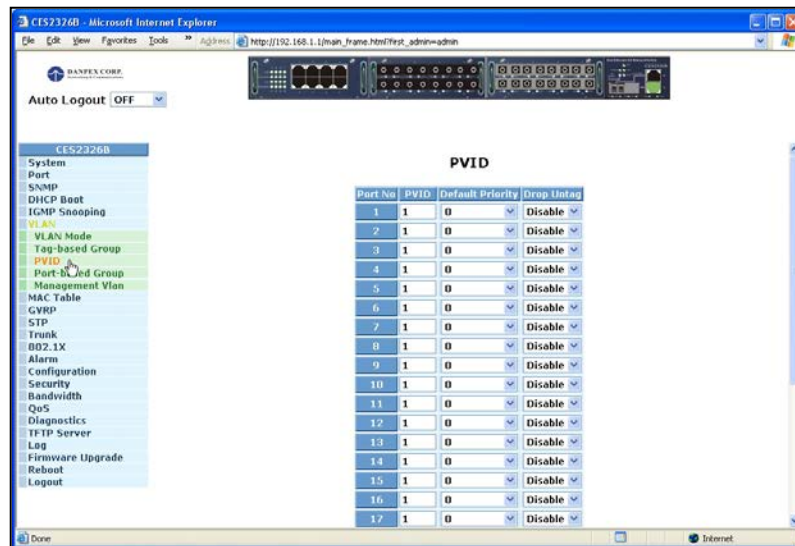 CES2326B - Microsoft Internet Explorer
File Edit View Favorites Tools » Address http://192.168.1.1/main_frame.html?first_admin=admin
DANPEX CORP.
Auto Logout OFF
CES2326B
System
Port
SNMP
DHCP Boot
IGMP Snooping
VLAN
VLAN Mode
Tag-based Group
PVID
Port-based Group
Management Vlan
MAC Table
GVRP
STP
Trunk
802.1X
Alarm
Configuration
Security
Bandwidth
QoS
Diagnostics
TFTP Server
Log
Firmware Upgrade
Reboot
Logout
PVID
Port No PVID Default Priority Drop Untag
1 1 0 Disable
2 1 0 Disable
3 1 0 Disable
4 1 0 Disable
5 1 0 Disable
6 1 0 Disable
7 1 0 Disable
8 1 0 Disable
9 1 0 Disable
10 1 0 Disable
11 1 0 Disable
12 1 0 Disable
13 1 0 Disable
14 1 0 Disable
15 1 0 Disable
16 1 0 Disable
17 1 0 Disable
Done Internet